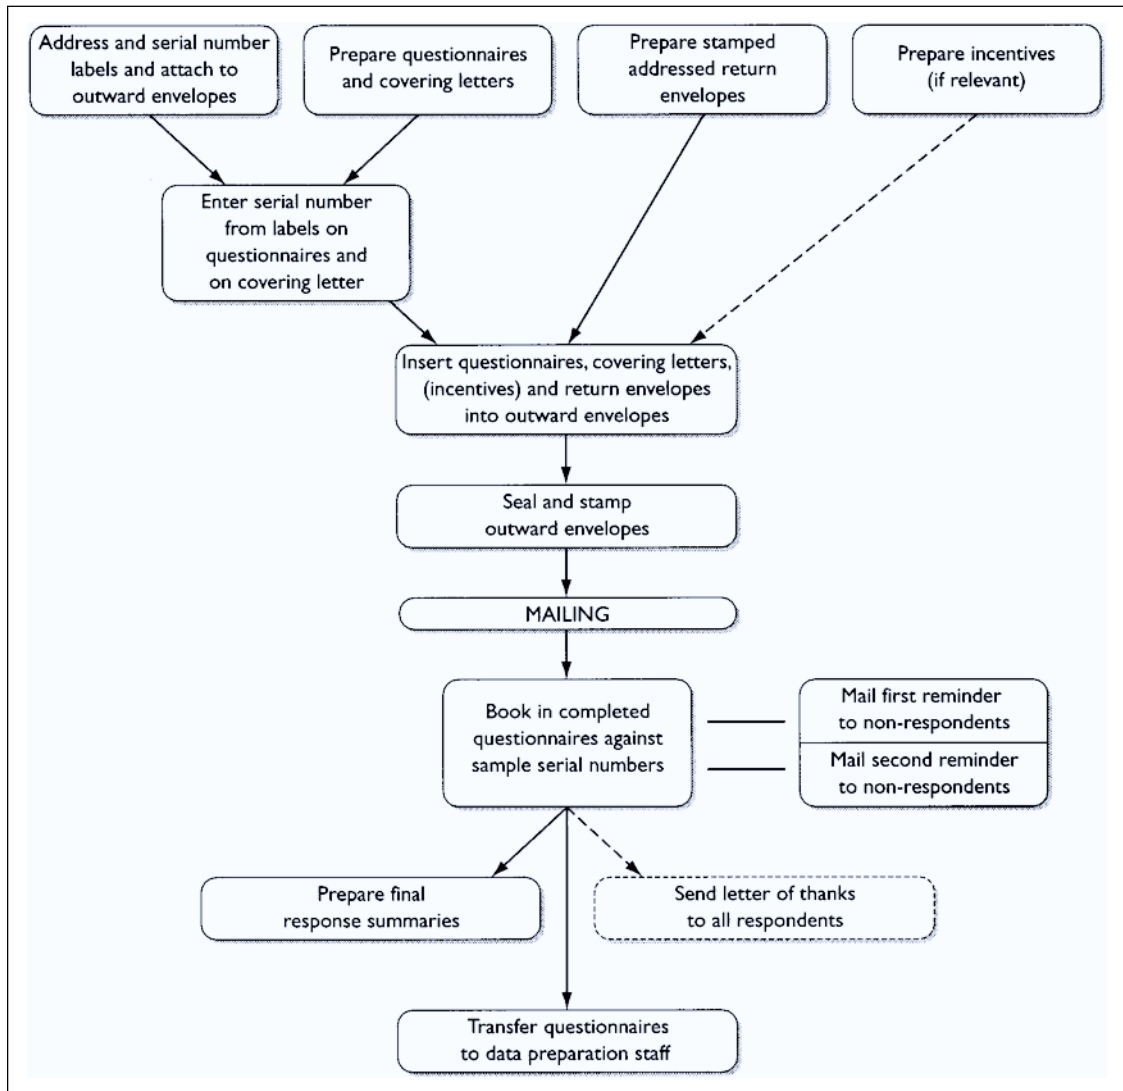 Address and serial number
labels and attach to
outward envelopes
Prepare questionnaires
and covering letters
Prepare stamped
addressed return
envelopes
Prepare incentives
(if relevant)
Enter serial number
from labels on
questionnaires and
on covering letter
Insert questionnaires, covering letters,
(incentives) and return envelopes
into outward envelopes
Seal and stamp
outward envelopes
MAILING
Book in completed
questionnaires against
sample serial numbers
Mail first reminder
to non-respondents
Mail second reminder
to non-respondents
Prepare final
response summaries
Send letter of thanks
to all respondents
Transfer questionnaires
to data preparation staff